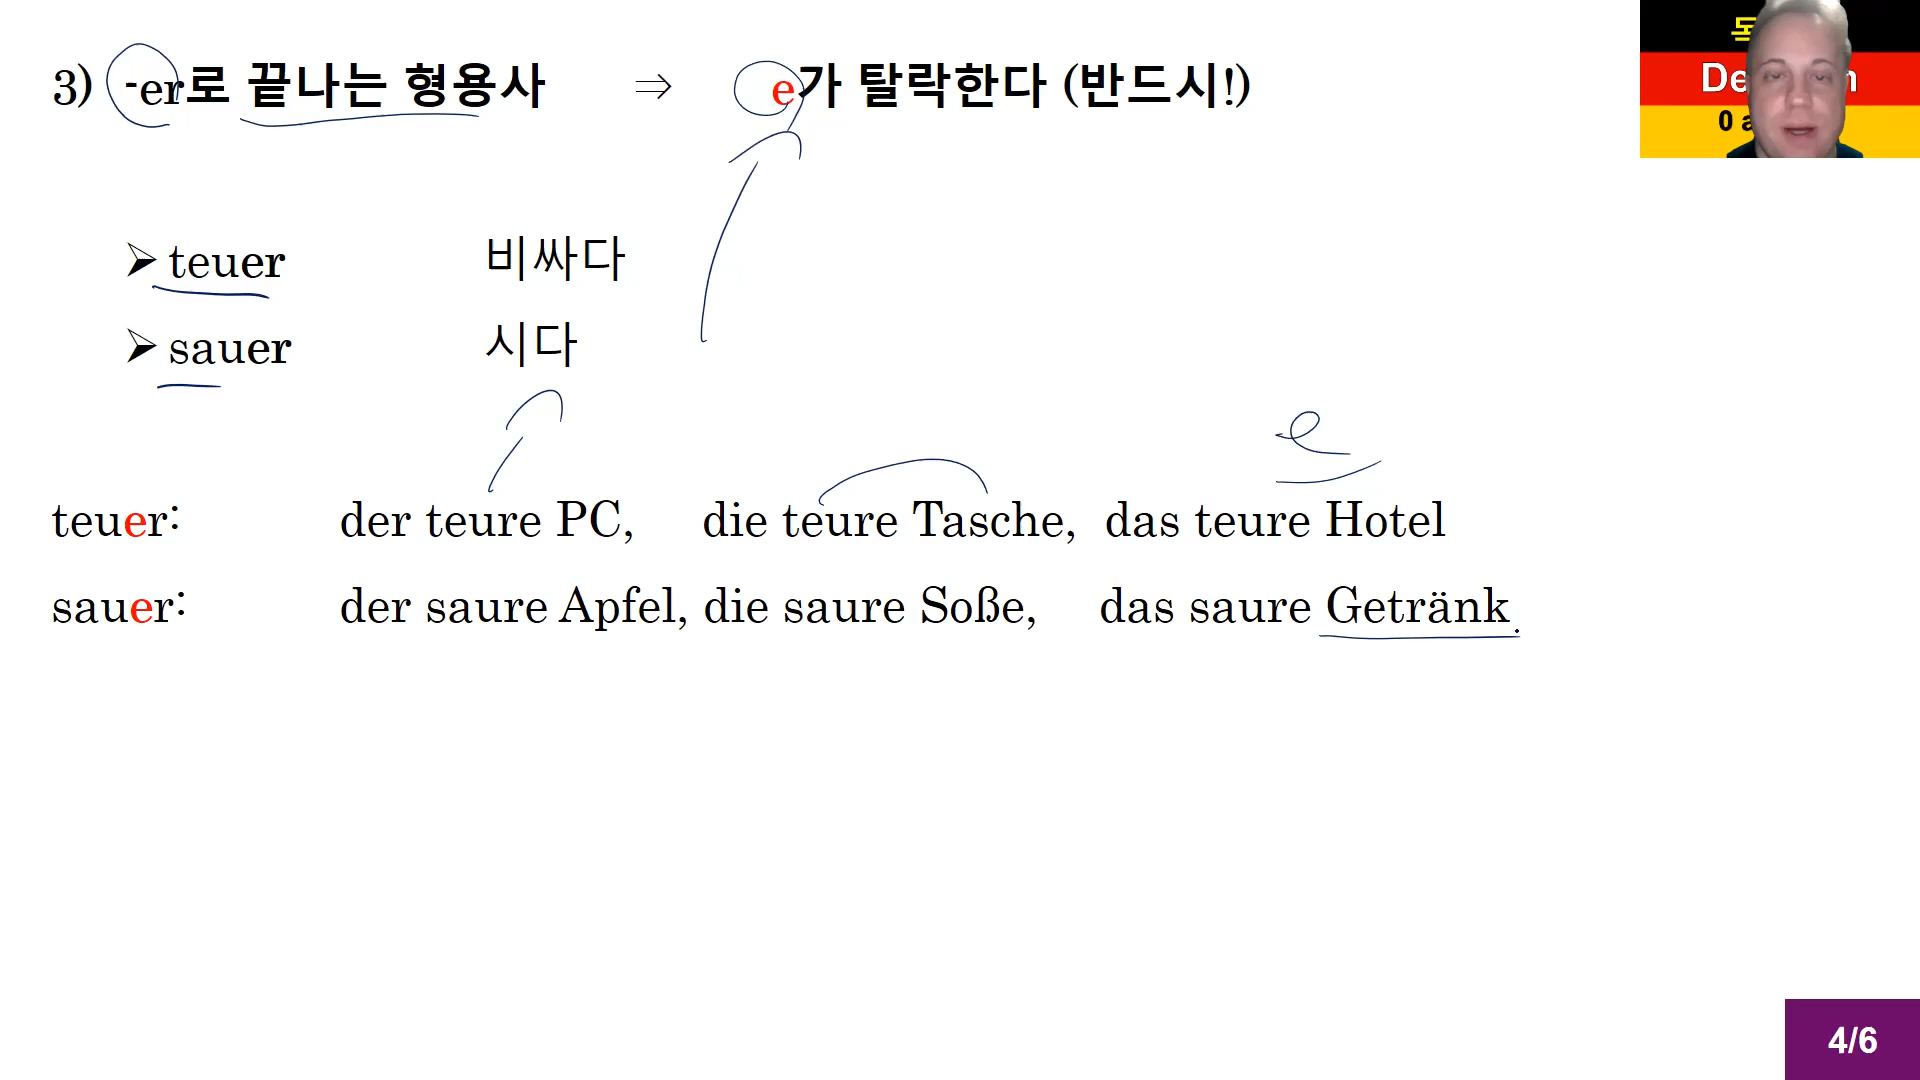 3) -er로 끝나는 형용사 ⇒ e가 탈락한다 (반드시!)
➢ teuer 비싸다
➢ sauer 시다
e
teuer: der teure PC, die teure Tasche, das teure Hotel
sauer: der saure Apfel, die saure Soße, das saure Getränk
4/6